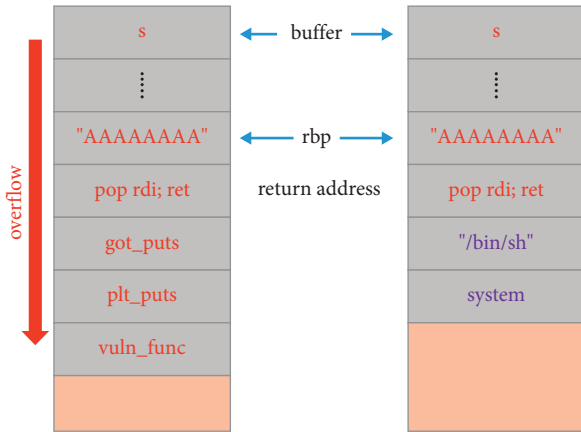 s buffer s
"AAAAAAAA" rbp "AAAAAAAA"
pop rdi; ret return address pop rdi; ret
got_puts "/bin/sh"
plt_puts system
vuln_func
overflow